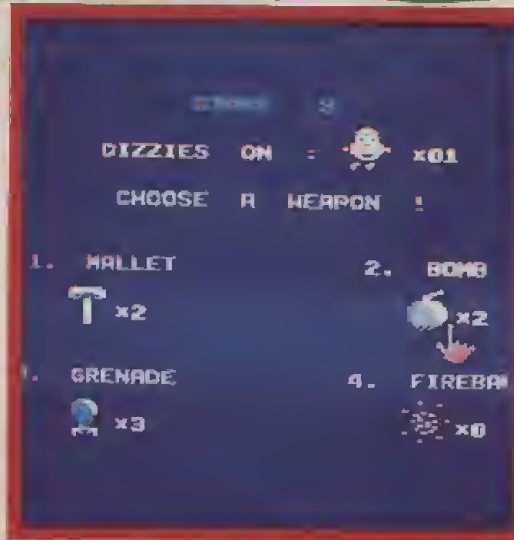 DIZZIES ON : x01
CHOOSE A WEAPON !
1. MALLET 2. BOMB
x2 x2
. GRENADE 4. FIREBA
x3 x0